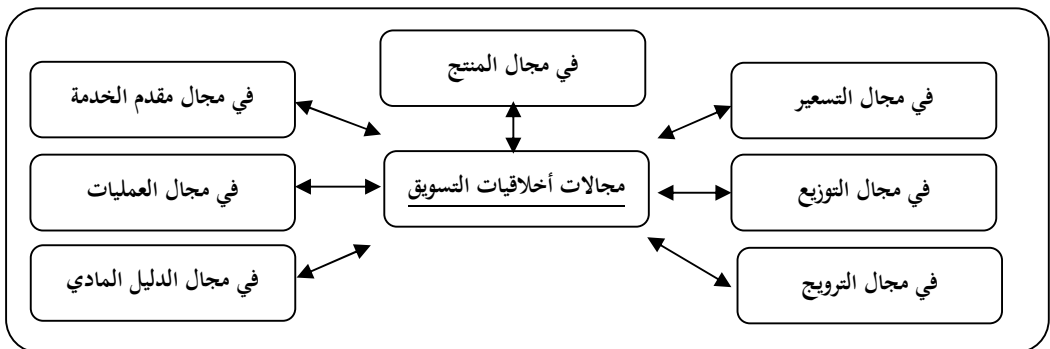 في مجال المنتج
في مجال التسعير
في مجال مقدم الخدمة
مجالات أخلاقيات التسويق
في مجال التوزيع
في مجال العمليات
في مجال الترويج
في مجال الدليل المادي